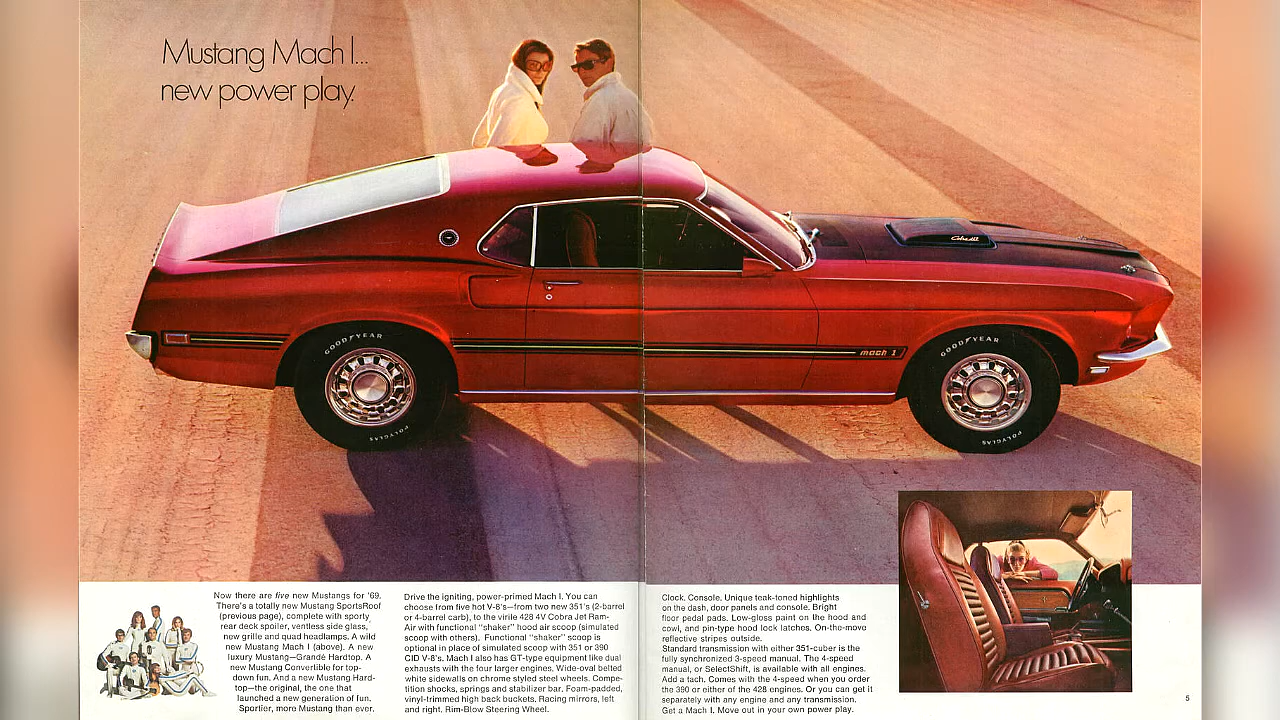 Mustang Mach I...
new power play.
Cobra Jet
GOODYEAR
POLYGLAS
mach 1
GOODYEAR
POLYGLAS
Now there are five new Mustangs for '69.
There's a totally new Mustang SportsRoof
(previous page), complete with sporty
rear deck spoiler, ventless side glass,
new grille and quad headlamps. A wild
new Mustang Mach I (above). A new
luxury Mustang—Grandé Hardtop. A
new Mustang Convertible for top-
down fun. And a new Mustang Hard-
top—the original, the one that
launched a new generation of fun.
Sportier, more Mustang than ever.
Drive the igniting, power-primed Mach I. You can
choose from five hot V-8's—from two new 351's (2-barrel
or 4-barrel carb), to the virile 428 4V Cobra Jet Ram-
Air with functional "shaker" hood air scoop (simulated
scoop with others). Functional "shaker" scoop is
optional in place of simulated scoop with 351 or 390
CID V-8's. Mach I also has GT-type equipment like dual
exhausts with the four larger engines. Wide-oval belted
white sidewalls on chrome styled steel wheels. Compe-
tition shocks, springs and stabilizer bar. Foam-padded,
vinyl-trimmed high back buckets. Racing mirrors, left
and right. Rim-Blow Steering Wheel.
Clock. Console. Unique teak-toned highlights
on the dash, door panels and console. Bright
floor pedal pads. Low-gloss paint on the hood and
cowl, and pin-type hood lock latches. On-the-move
reflective stripes outside.
Standard transmission with either 351-cuber is the
fully synchronized 3-speed manual. The 4-speed
manual, or SelectShift, is available with all engines.
Add a tach. Comes with the 4-speed when you order
the 390 or either of the 428 engines. Or you can get it
separately with any engine and any transmission.
Get a Mach I. Move out in your own power play.
5